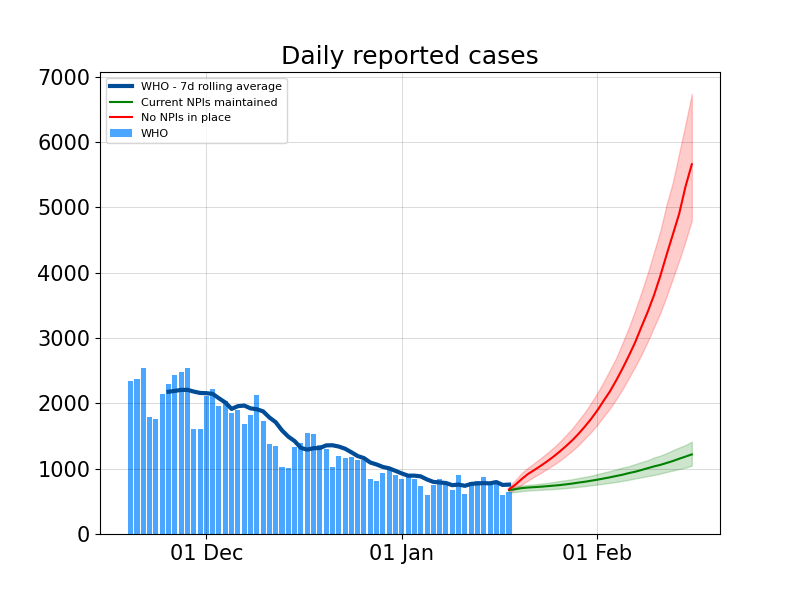 Daily reported cases
7000
6000
5000
4000
3000
2000
1000
0
WHO - 7d rolling average
Current NPIs maintained
No NPIs in place
WHO
01 Dec
01 Jan
01 Feb